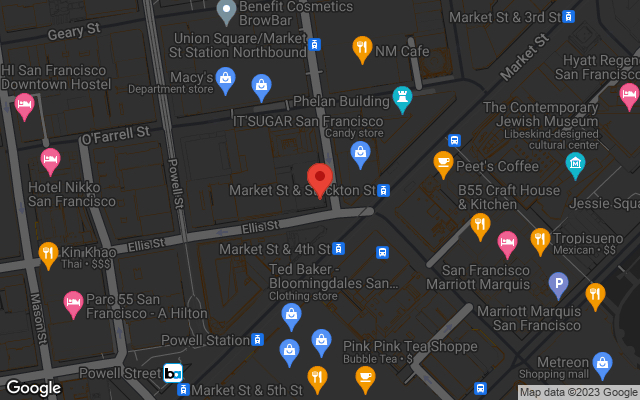 Benefit Cosmetics
BrowBar
Geary St
Market St & 3rd St
Union Square/Market
St Station Northbound
NM Cafe
Market St
HI San Francisco
Downtown Hostel
Macy's
Department store
Hyatt Regen
San Francisco
Phelan Building
IT'SUGAR San Francisco
Candy store
The Contemporary
Jewish Museum
Libeskind-designed
cultural center
O'Farrell St
Peet's Coffee
Hotel Nikko
San Francisco
Powell St
Market St & Stockton St
B55 Craft House
& Kitchen
Jessie Squa
Ellis St
Ellis St
Market St & 4th St
Tropisueno
Mexican • $$
Kin Khao
Thai • $$$
Ted Baker -
Bloomingdales San...
Clothing store
San Francisco
Marriott Marquis
P
Mason St
Parc 55 San
Francisco - A Hilton
Marriott Marquis
San Francisco
Powell Station
Pink Pink Tea Shoppe
Bubble Tea • $
Metreon
Shopping mall
Powell Street
ba
Market St & 5th St
Google
Map data ©2023 Google